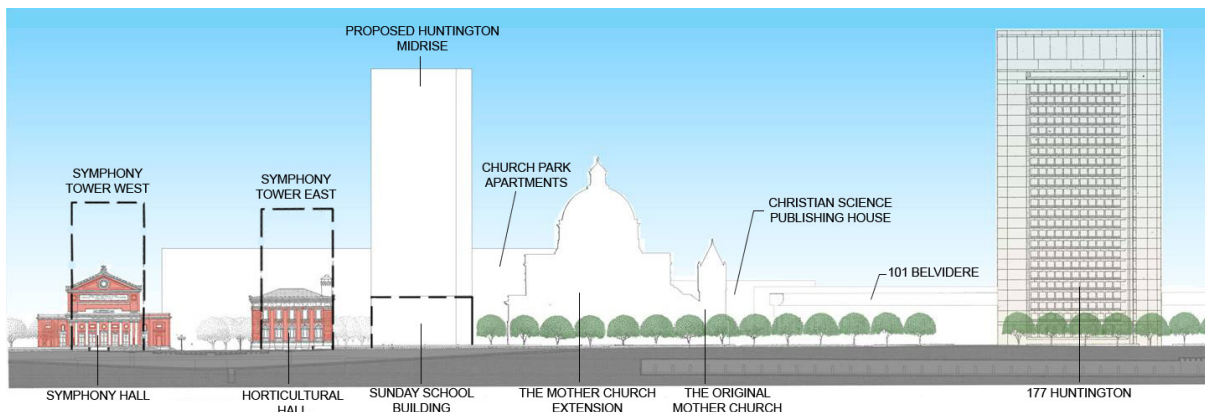 PROPOSED HUNTINGTON
MIDRISE
SYMPHONY
TOWER WEST
SYMPHONY
TOWER EAST
CHURCH PARK
APARTMENTS
CHRISTIAN SCIENCE
PUBLISHING HOUSE
101 BELVIDERE
SYMPHONY HALL
HORTICULTURAL
HALL
SUNDAY SCHOOL
BUILDING
THE MOTHER CHURCH
EXTENSION
THE ORIGINAL
MOTHER CHURCH
177 HUNTINGTON